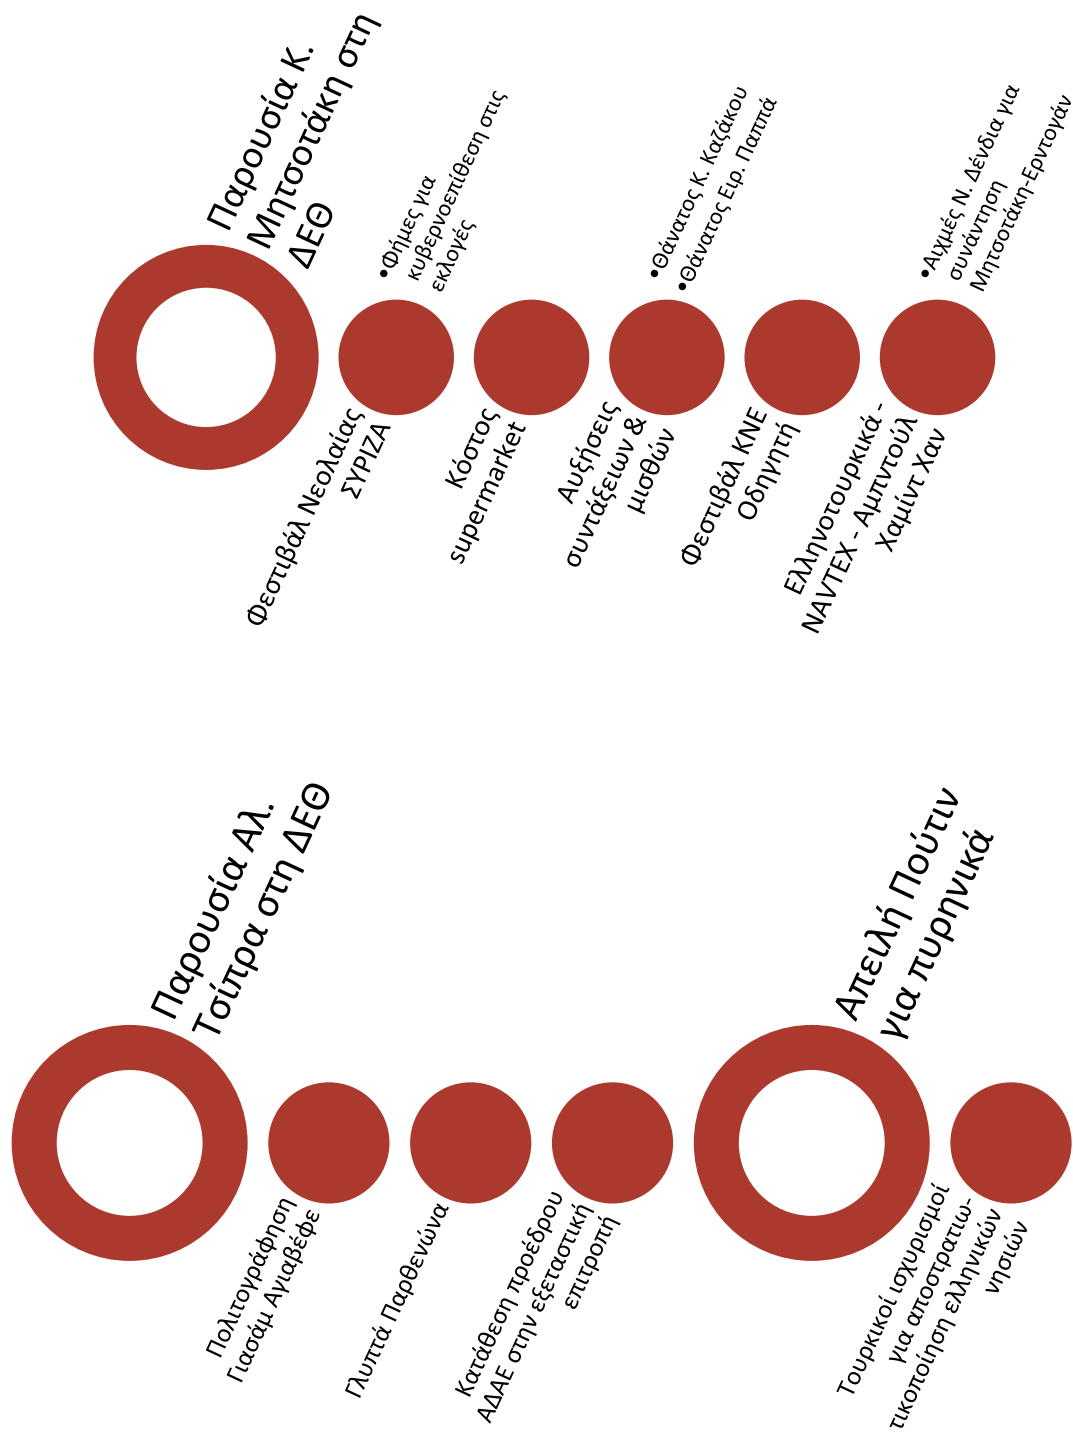 Παρουσία Κ.
Μητσοτάκη στη
ΔΕΘ
Φεστιβάλ Νεολαίας
ΣΥΡΙΖΑ
•Φήμες για
κυβερνοεπίθεση στις
εκλογές
Κόστος
supermarket
Αυξήσεις
συντάξειων &
μισθών
•Θάνατος Κ. Καζάκου
•Θάνατος Ειρ. Παππά
Φεστιβάλ ΚΝΕ
Οδηγητή
Ελληνοτουρκικά -
NAVTEX - Αμπντούλ
Χαμίντ Χαν
•Αιχμές Ν. Δένδια για
συνάντηση
Μητσοτάκη-Ερντογάν
Παρουσία Αλ.
Τσίπρα στη ΔΕΘ
Πολιτογράφηση
Γιασάμ Αγιαβέφε
Γλυπτά Παρθενώνα
Κατάθεση προέδρου
ΑΔΑΕ στην εξεταστική
επιτροπή
Απειλή Πούτιν
για πυρηνικά
Τουρκικοί ισχυρισμοί
για αποστρατιω-
τικοποίηση ελληνικών
νησιών